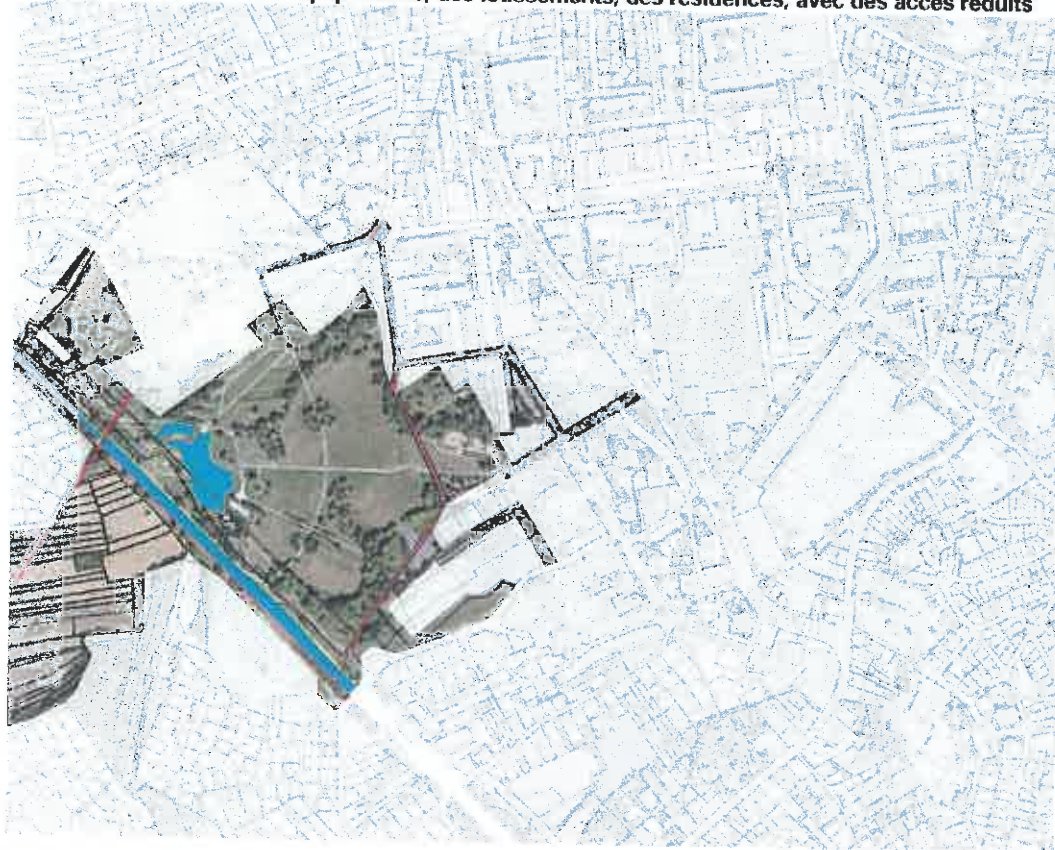 des lotissements, des résidences, avec des accès réduits